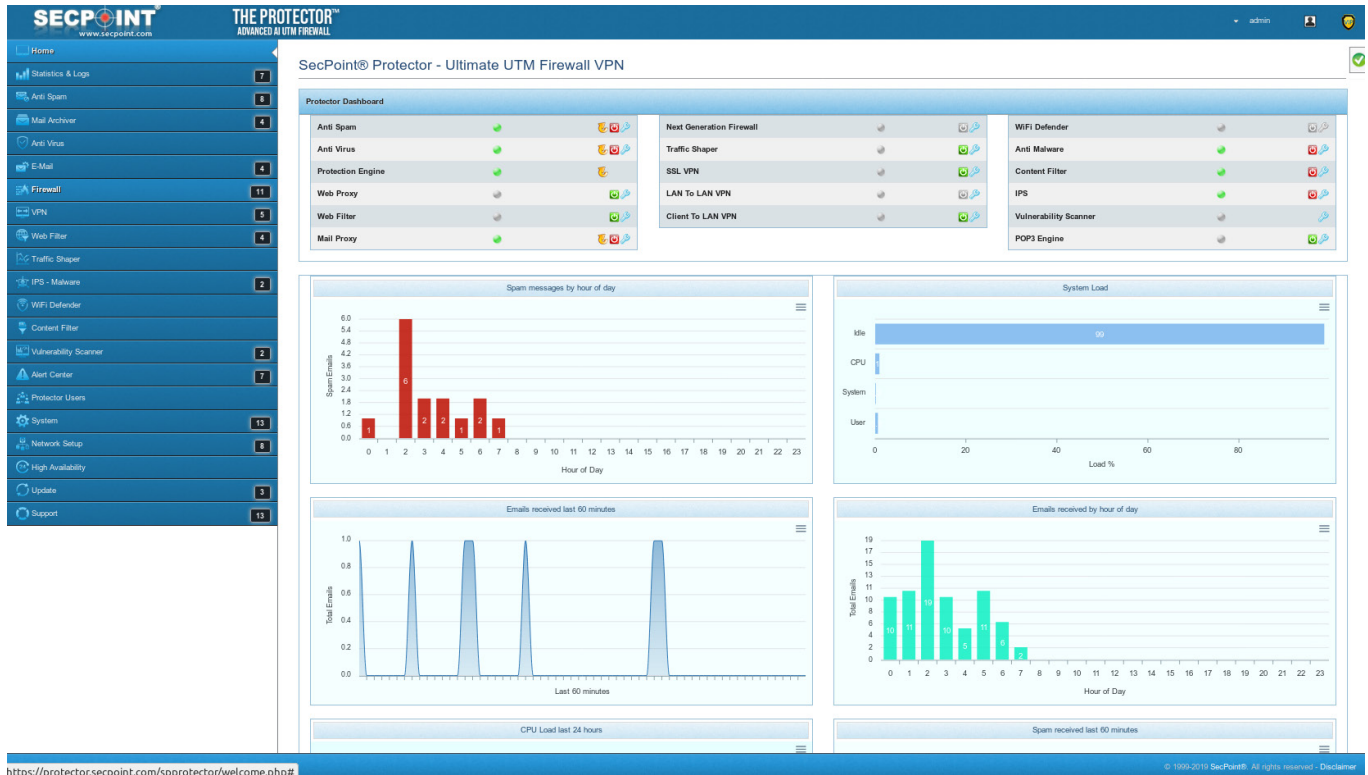 SECPOINT®
www.secpoint.com
THE PROTECTOR™
ADVANCED AI UTM FIREWALL
admin
Home
Statistics & Logs 7
Anti Spam 8
Mail Archiver 4
Anti Virus
E-Mail 4
Firewall 11
VPN 5
Web Filter 4
Traffic Shaper
IPS - Malware 2
WiFi Defender
Content Filter
Vulnerability Scanner 2
Alert Center 7
Protector Users
System 13
Network Setup 8
High Availability
Update 3
Support 13
SecPoint® Protector - Ultimate UTM Firewall VPN
Protector Dashboard
Anti Spam
Anti Virus
Protection Engine
Web Proxy
Web Filter
Mail Proxy
Next Generation Firewall
Traffic Shaper
SSL VPN
LAN To LAN VPN
Client To LAN VPN
WiFi Defender
Anti Malware
Content Filter
IPS
Vulnerability Scanner
POP3 Engine
Spam messages by hour of day
Spam Emails
6.0
5.4
4.8
4.2
3.6
3.0
2.4
1.8
1.2
0.6
0.0
1 6 2 2 1 2 1
0 1 2 3 4 5 6 7 8 9 10 11 12 13 14 15 16 17 18 19 20 21 22 23
Hour of Day
System Load
Idle 99
CPU 1
System
User
0 20 40 60 80
Load %
Emails received last 60 minutes
Total Emails
1.0
0.8
0.6
0.4
0.2
0.0
Last 60 minutes
Emails received by hour of day
Total Emails
19
17
15
13
11
10
8
6
4
2
0
10 11 19 10 5 11 6 2
0 1 2 3 4 5 6 7 8 9 10 11 12 13 14 15 16 17 18 19 20 21 22 23
Hour of Day
CPU Load last 24 hours
Spam received last 60 minutes
© 1999-2019 SecPoint®. All rights reserved - Disclaimer
https://protector.secpoint.com/spprotector/welcome.php#